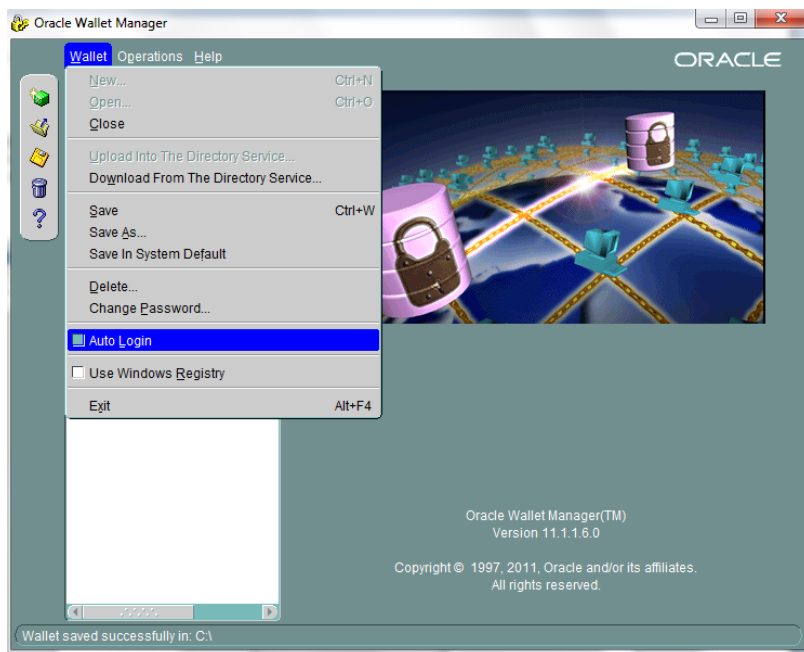 Oracle Wallet Manager
Wallet Operations Help
ORACLE
New... Ctrl+N
Open... Ctrl+O
Close
Upload Into The Directory Service...
Download From The Directory Service...
Save Ctrl+W
Save As...
Save In System Default
Delete...
Change Password...
Auto Login
Use Windows Registry
Exit Alt+F4
Oracle Wallet Manager(TM)
Version 11.1.1.6.0
Copyright © 1997, 2011, Oracle and/or its affiliates.
All rights reserved.
Wallet saved successfully in: C:\